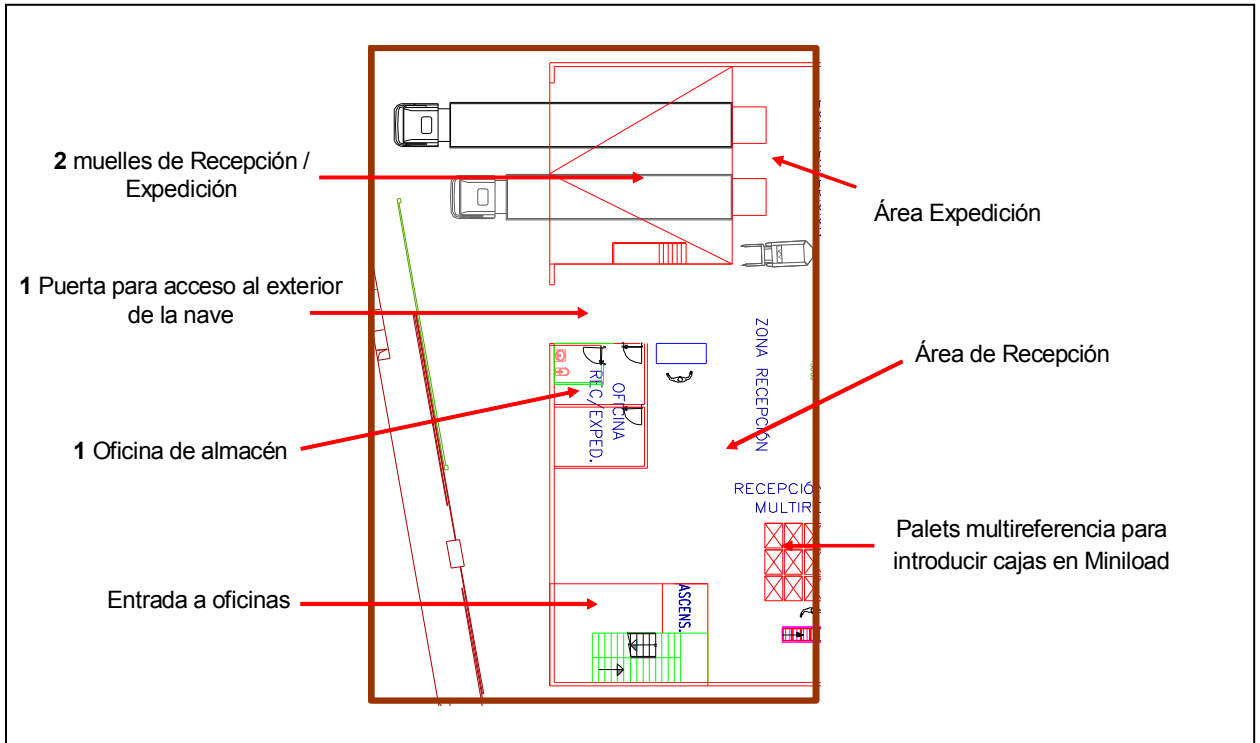 2 muelles de Recepción /
Expedición
Área Expedición
1 Puerta para acceso al exterior
de la nave
ZONA RECEPCIÓN
Área de Recepción
OFICINA
REC/EXPED.
1 Oficina de almacén
RECEPCIÓ
MULTIR
Palets multireferencia para
introducir cajas en Miniload
Entrada a oficinas
ASCENS.